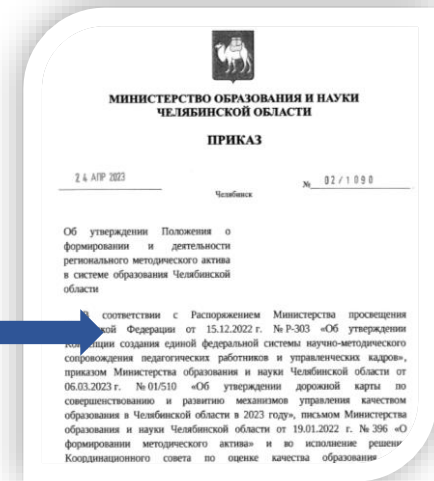 МИНИСТЕРСТВО ОБРАЗОВАНИЯ И НАУКИ
ЧЕЛЯБИНСКОЙ ОБЛАСТИ
ПРИКАЗ
24 АПР 2023
№ 02/1090
Челябинск
Об утверждении Положения о
формировании и деятельности
регионального методического актива
в системе образования Челябинской
области
соответствии с Распоряжением Министерства просвещения
Федерации от 15.12.2022 г. № Р-303 «Об утверждении
создания единой федеральной системы научно-методического
сопровождения педагогических работников и управленческих кадров»,
приказом Министерства образования и науки Челябинской области от
06.03.2023 г. № 01/510 «Об утверждении дорожной карты по
совершенствованию и развитию механизмов управления качеством
образования в Челябинской области в 2023 году», письмом Министерства
образования и науки Челябинской области от 19.01.2022 г. № 396 «О
формировании методического актива» и во исполнение
Координационного совета по оценке качества образования